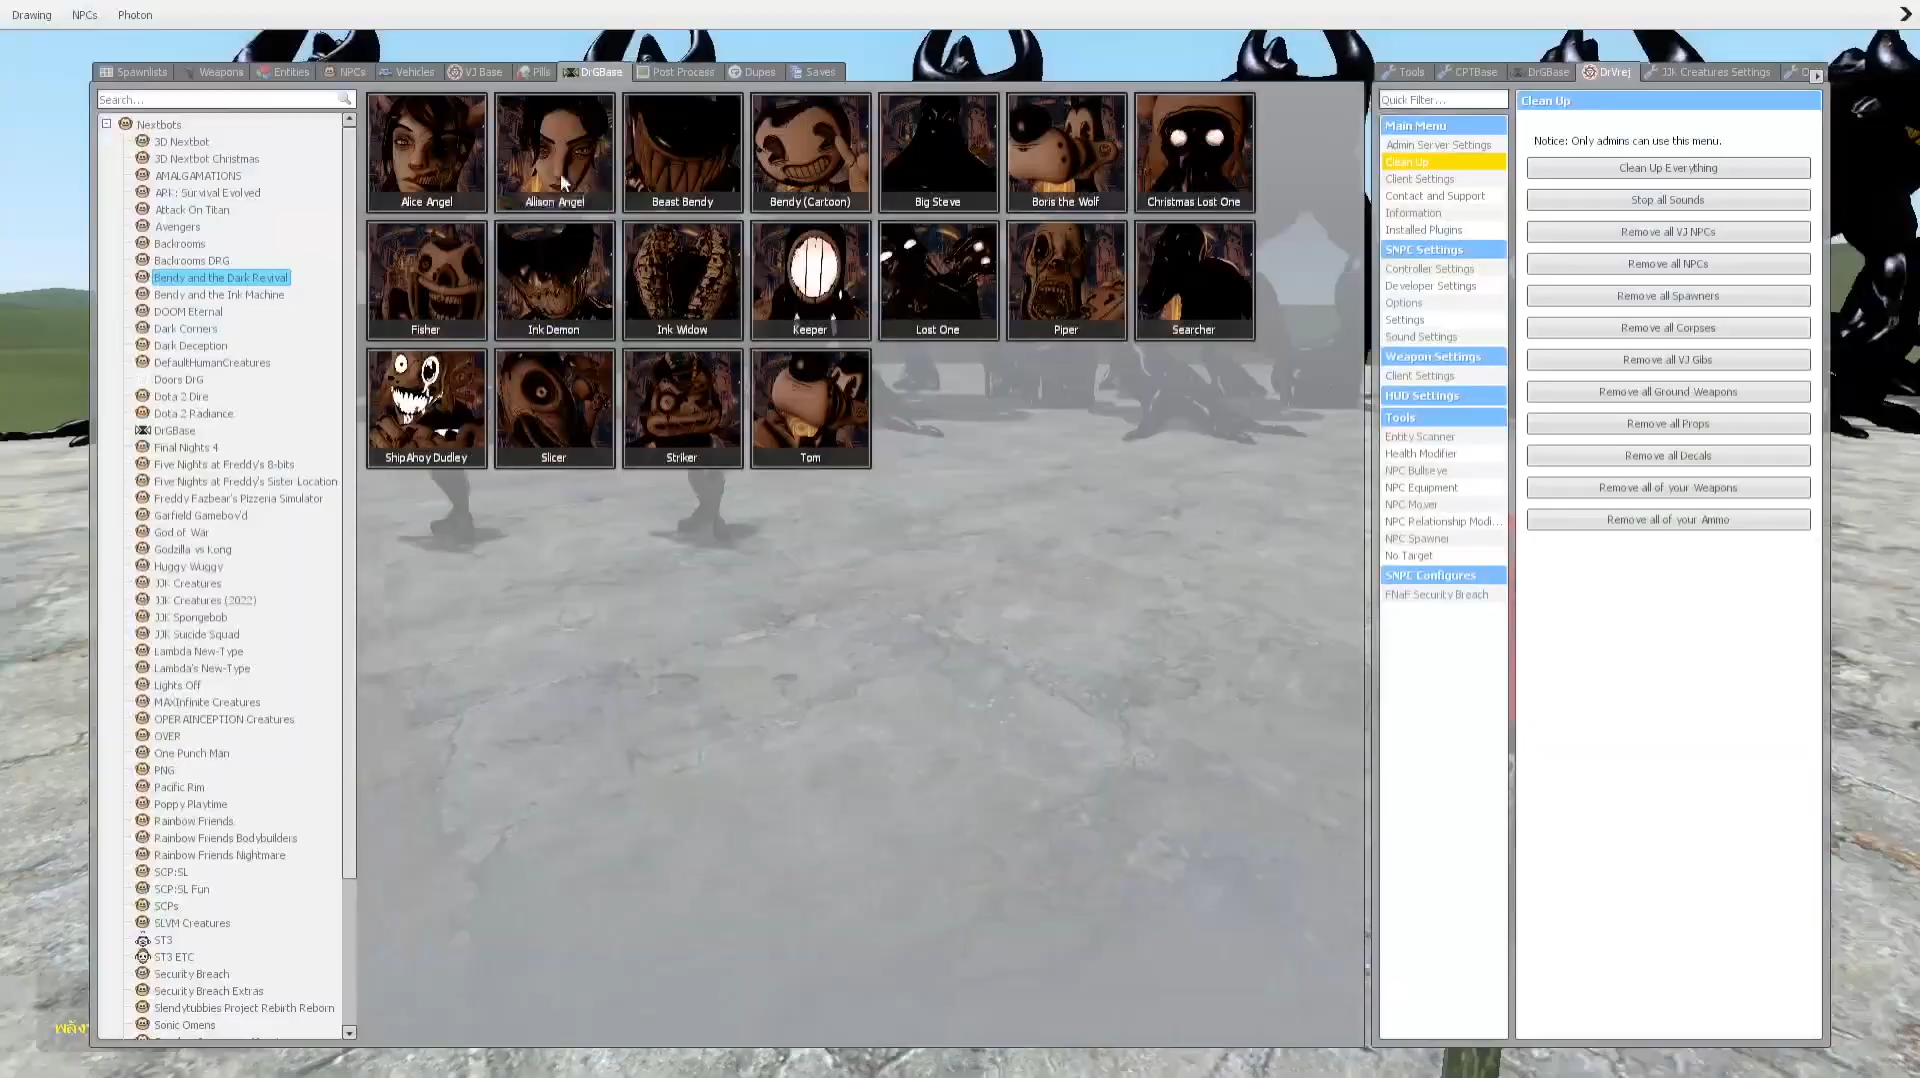 Drawing NPCs Photon
Spawnlists Weapons Entities NPCs Vehicles VJ Base Pills DrGBase Post Process Dupes Saves
Search...
Nextbots
3D Nextbot
3D Nextbot Christmas
AMALGAMATIONS
ARK: Survival Evolved
Attack On Titan
Avengers
Backrooms
Backrooms DRG
Bendy and the Dark Revival
Bendy and the Ink Machine
DOOM Eternal
Dark Corners
Dark Deception
DefaultHumanCreatures
Doors DrG
Dota 2 Dire
Dota 2 Radiance
DrGBase
Final Nights 4
Five Nights at Freddy's 8-bits
Five Nights at Freddy's Sister Location
Freddy Fazbear's Pizzeria Simulator
Garfield Gameboy'd
God of War
Godzilla vs Kong
Huggy Wuggy
JJK Creatures
JJK Creatures (2022)
JJK Spongebob
JJK Suicide Squad
Lambda New-Type
Lambda's New-Type
Lights Off
MAXInfinite Creatures
OPERAINCEPTION Creatures
OVER
One Punch Man
PNG
Pacific Rim
Poppy Playtime
Rainbow Friends
Rainbow Friends Bodybuilders
Rainbow Friends Nightmare
SCP:SL
SCP:SL Fun
SCPs
SLVM Creatures
ST3
ST3 ETC
Security Breach
Security Breach Extras
Slendytubbies Project Rebirth Reborn
Sonic Omens
Alice Angel Allison Angel Beast Bendy Bendy (Cartoon) Big Steve Boris the Wolf Christmas Lost One
Fisher Ink Demon Ink Widow Keeper Lost One Piper Searcher
Ship Ahoy Dudley Slicer Striker Tom
Tools CPTBase DrGBase DrVrej JJK Creatures Settings
Quick Filter...
Main Menu
Admin Server Settings
Clean Up
Client Settings
Contact and Support
Information
Installed Plugins
SNPC Settings
Controller Settings
Developer Settings
Options
Settings
Sound Settings
Weapon Settings
Client Settings
HUD Settings
Tools
Entity Scanner
Health Modifier
NPC Bullseye
NPC Equipment
NPC Mover
NPC Relationship Modi...
NPC Spawner
No Target
SNPC Configures
FNaF Security Breach
Clean Up
Notice: Only admins can use this menu.
Clean Up Everything
Stop all Sounds
Remove all VJ NPCs
Remove all NPCs
Remove all Spawners
Remove all Corpses
Remove all VJ Gibs
Remove all Ground Weapons
Remove all Props
Remove all Decals
Remove all of your Weapons
Remove all of your Ammo